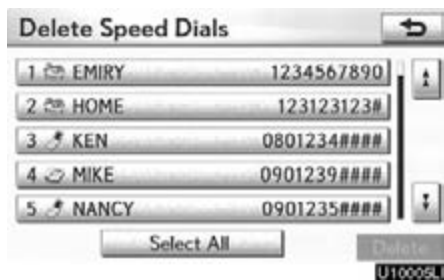 Delete Speed Dials
1 EMIRY 1234567890
2 HOME 123123123#
3 KEN 0801234####
4 MIKE 0901239####
5 NANCY 0901235####
Select All
Delete
U10005L